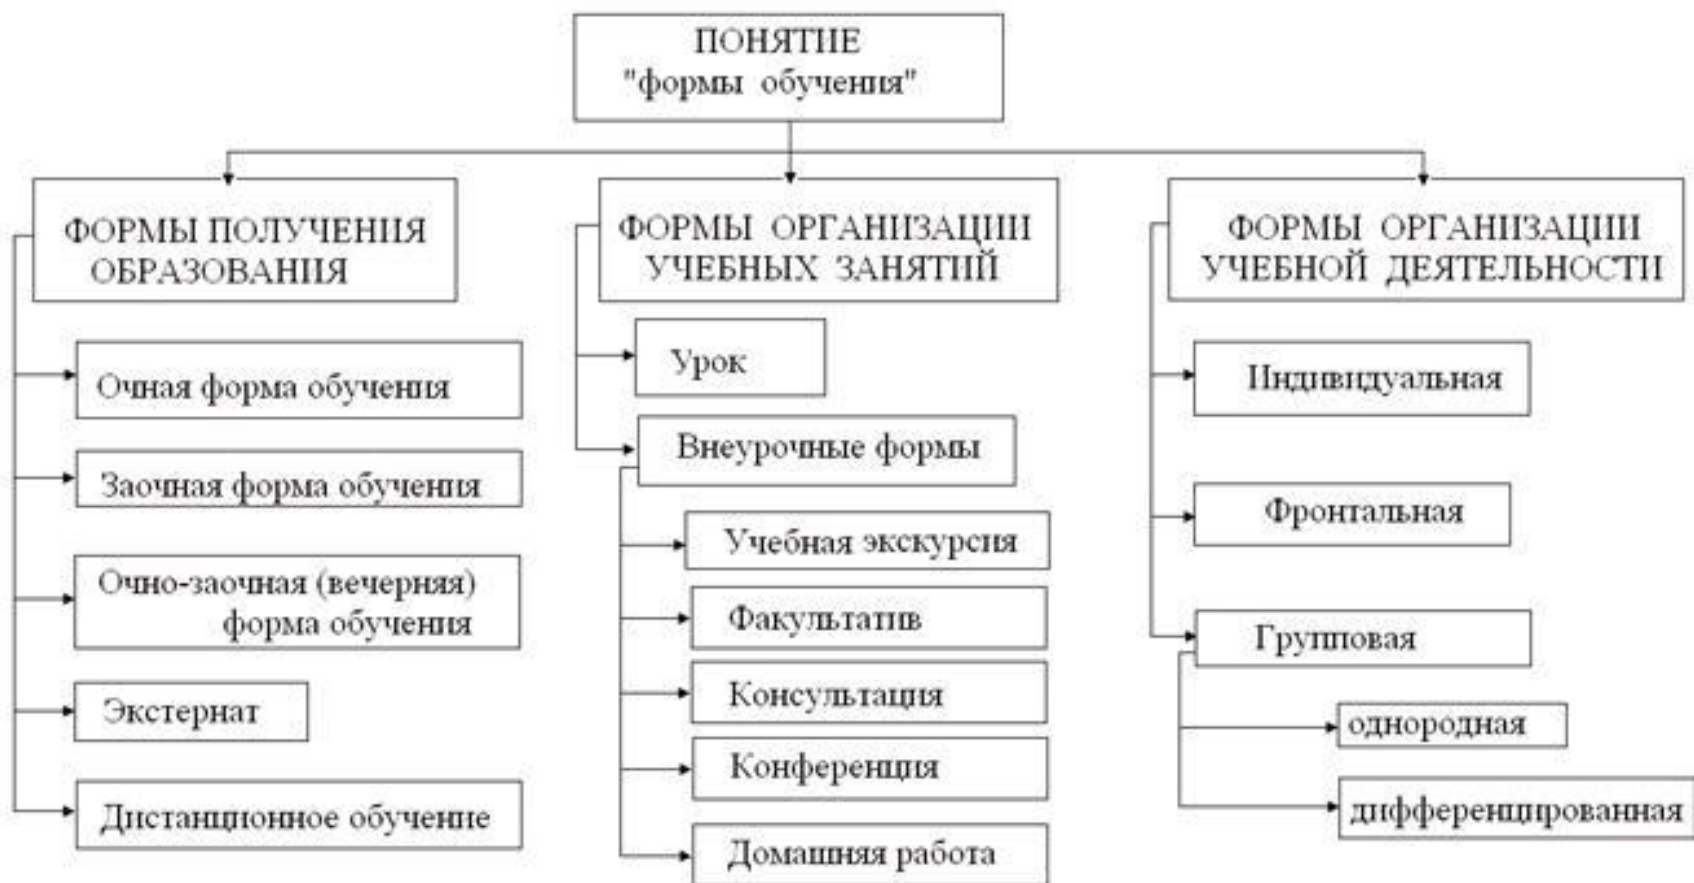 ПОНЯТИЕ
"формы обучения"
ФОРМЫ ПОЛУЧЕНИЯ
ОБРАЗОВАНИЯ
Очная форма обучения
Заочная форма обучения
Очно-заочная (вечерняя)
форма обучения
Экстернат
Дистанционное обучение
ФОРМЫ ОРГАНИЗАЦИИ
УЧЕБНЫХ ЗАНЯТИЙ
Урок
Внеурочные формы
Учебная экскурсия
Факультатив
Консультация
Конференция
Домашняя работа
ФОРМЫ ОРГАНИЗАЦИИ
УЧЕБНОЙ ДЕЯТЕЛЬНОСТИ
Индивидуальная
Фронтальная
Групповая
однородная
дифференцированная